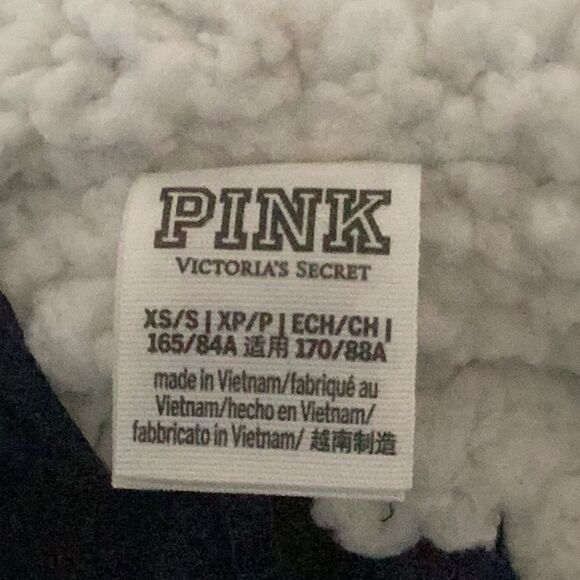 PINK
VICTORIA'S SECRET
XS/S | XP/P | ECH/CH |
165/84A 适用 170/88A
made in Vietnam/fabriqué au
Vietnam/hecho en Vietnam/
fabbricato in Vietnam/ 越南制造